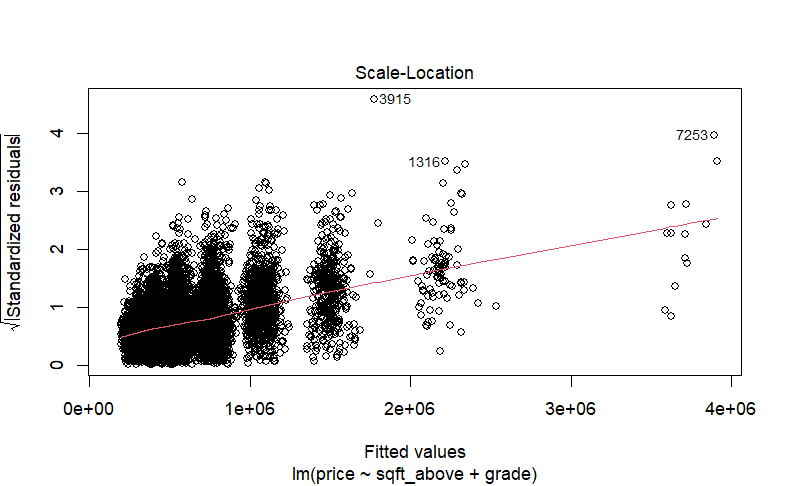 Scale-Location
√|Standardized residuals|
4
3
2
1
0
3915
7253
1316
0e+00 1e+06 2e+06 3e+06 4e+06
Fitted values
lm(price ~ sqft_above + grade)